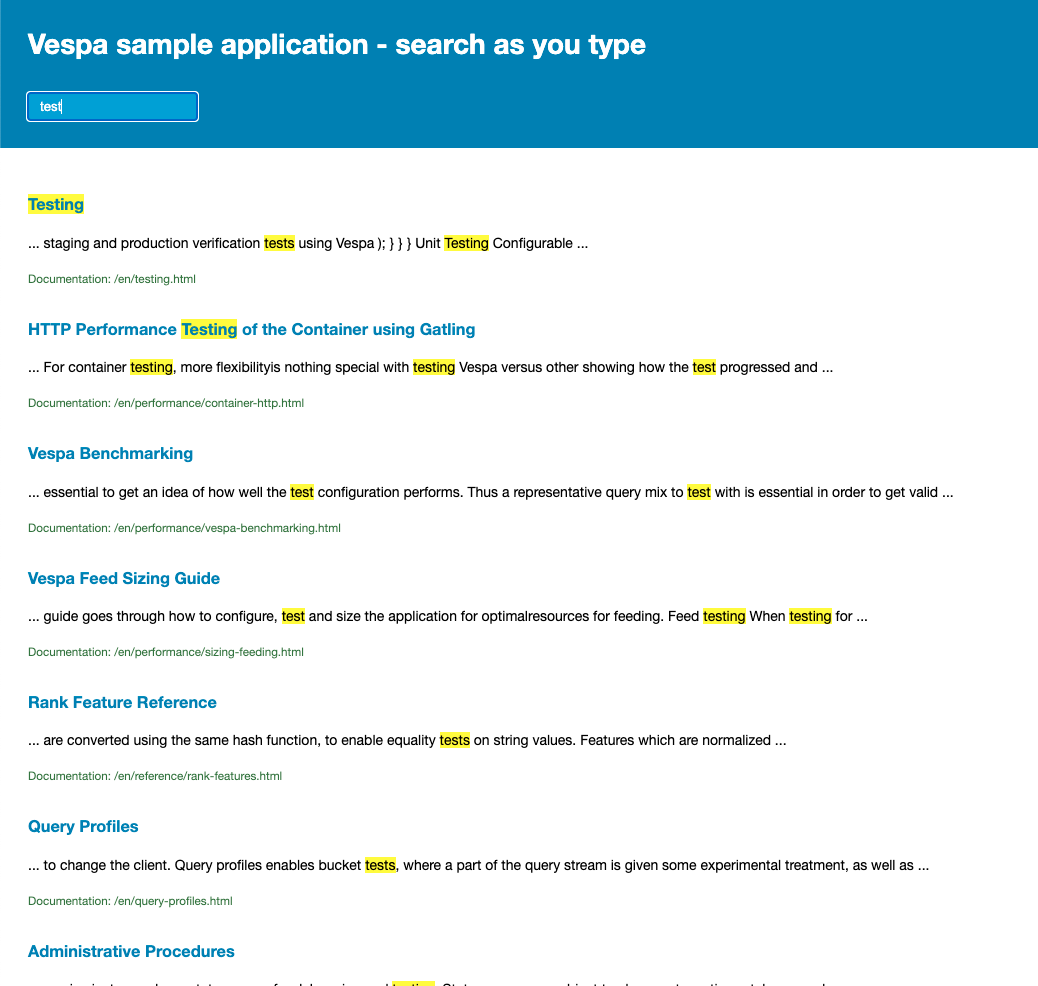 Vespa sample application - search as you type
test
Testing
... staging and production verification tests using Vespa ); } } } Unit Testing Configurable ...
Documentation: /en/testing.html
HTTP Performance Testing of the Container using Gatling
... For container testing, more flexibilityis nothing special with testing Vespa versus other showing how the test progressed and ...
Documentation: /en/performance/container-http.html
Vespa Benchmarking
... essential to get an idea of how well the test configuration performs. Thus a representative query mix to test with is essential in order to get valid ...
Documentation: /en/performance/vespa-benchmarking.html
Vespa Feed Sizing Guide
... guide goes through how to configure, test and size the application for optimalresources for feeding. Feed testing When testing for ...
Documentation: /en/performance/sizing-feeding.html
Rank Feature Reference
... are converted using the same hash function, to enable equality tests on string values. Features which are normalized ...
Documentation: /en/reference/rank-features.html
Query Profiles
... to change the client. Query profiles enables bucket tests, where a part of the query stream is given some experimental treatment, as well as ...
Documentation: /en/query-profiles.html
Administrative Procedures